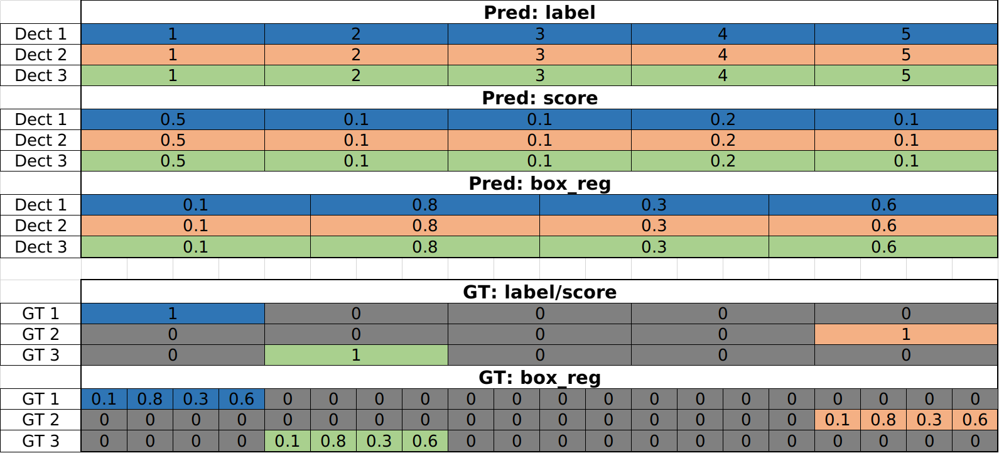 Pred: label
Dect 1 1 2 3 4 5
Dect 2 1 2 3 4 5
Dect 3 1 2 3 4 5
Pred: score
Dect 1 0.5 0.1 0.1 0.2 0.1
Dect 2 0.5 0.1 0.1 0.2 0.1
Dect 3 0.5 0.1 0.1 0.2 0.1
Pred: box_reg
Dect 1 0.1 0.8 0.3 0.6
Dect 2 0.1 0.8 0.3 0.6
Dect 3 0.1 0.8 0.3 0.6
GT: label/score
GT 1 1 0 0 0 0
GT 2 0 0 0 0 1
GT 3 0 1 0 0 0
GT: box_reg
GT 1 0.1 0.8 0.3 0.6 0 0 0 0 0 0 0 0 0 0 0 0 0 0 0 0
GT 2 0 0 0 0 0 0 0 0 0 0 0 0 0 0 0 0 0.1 0.8 0.3 0.6
GT 3 0 0 0 0 0.1 0.8 0.3 0.6 0 0 0 0 0 0 0 0 0 0 0 0